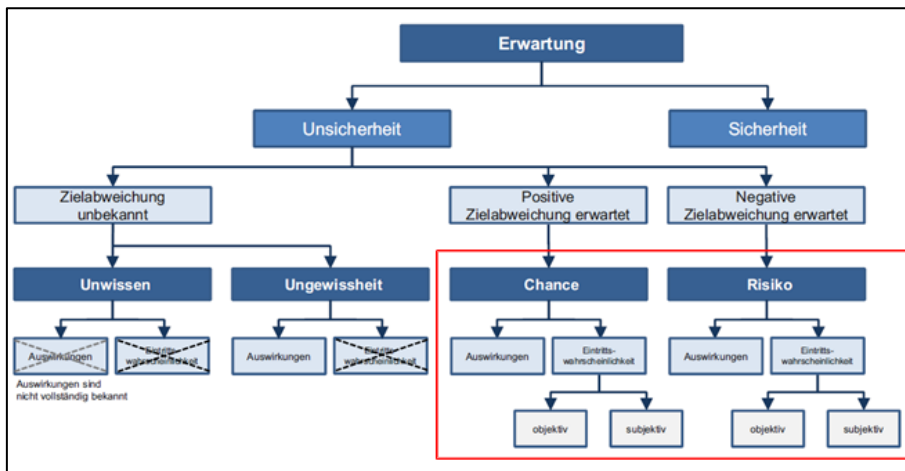 Erwartung
Unsicherheit
Sicherheit
Zielabweichung
unbekannt
Positive
Zielabweichung erwartet
Negative
Zielabweichung erwartet
Unwissen
Ungewissheit
Chance
Risiko
Auswirkungen
Eintritts-
wahrscheinlichkeit
Auswirkungen
Eintritts-
wahrscheinlichkeit
Auswirkungen
Eintritts-
wahrscheinlichkeit
Auswirkungen
Eintritts-
wahrscheinlichkeit
Auswirkungen sind
nicht vollständig bekannt
objektiv
subjektiv
objektiv
subjektiv